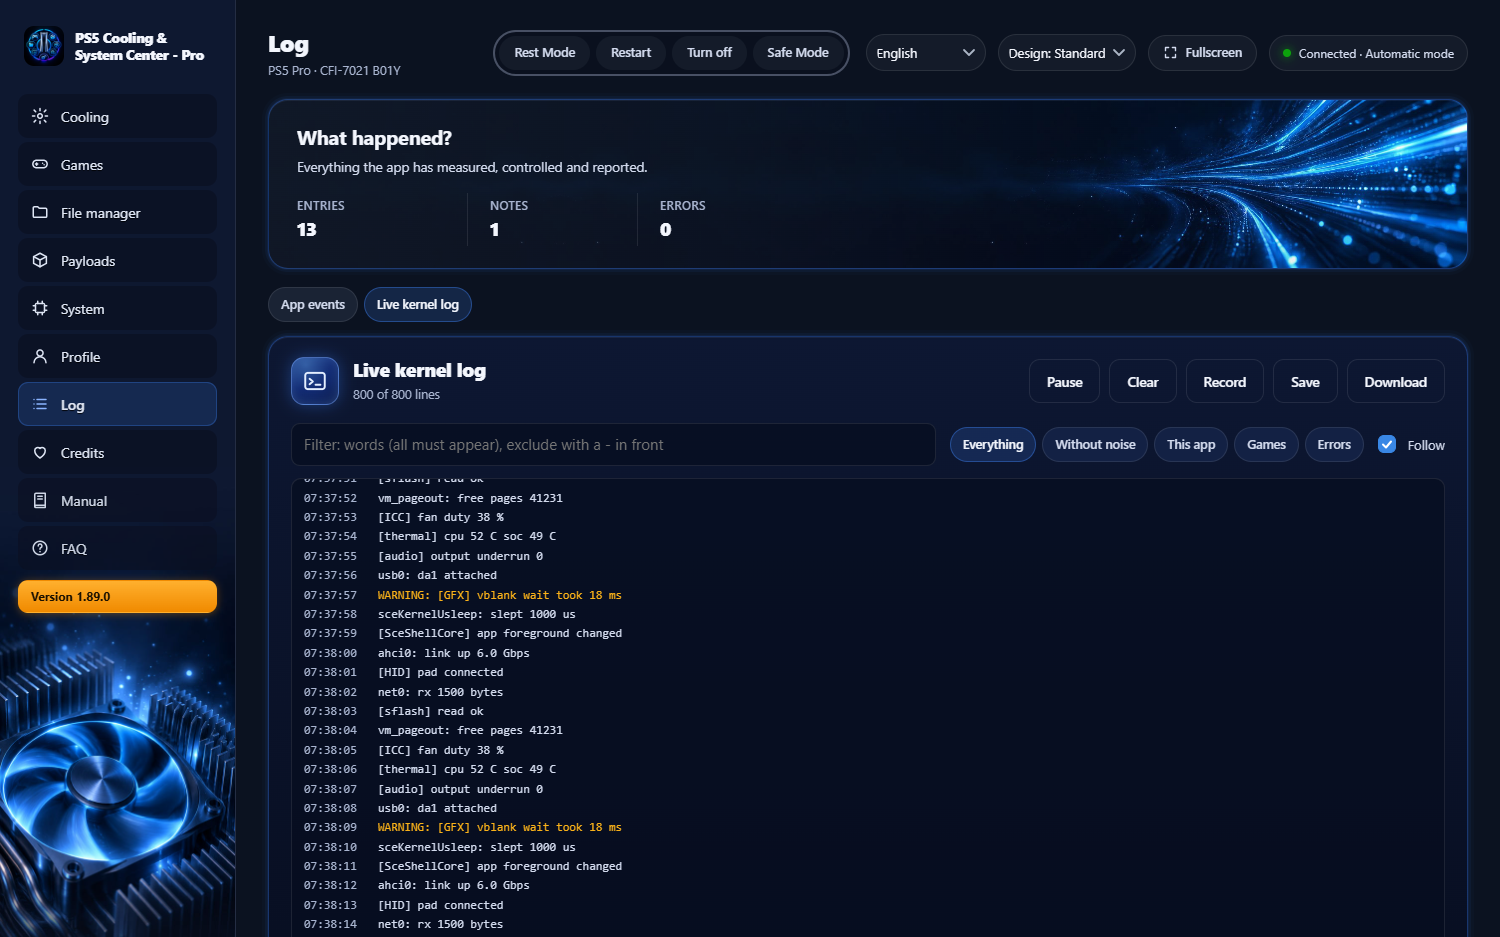 PS5 Cooling &
System Center - Pro
Cooling
Games
File manager
Payloads
System
Profile
Log
Credits
Manual
FAQ
Version 1.89.0
Log
PS5 Pro · CFI-7021 B01Y
Rest Mode
Restart
Turn off
Safe Mode
English
Design: Standard
Fullscreen
Connected · Automatic mode
What happened?
Everything the app has measured, controlled and reported.
ENTRIES
13
NOTES
1
ERRORS
0
App events
Live kernel log
Live kernel log
800 of 800 lines
Pause
Clear
Record
Save
Download
Filter: words (all must appear), exclude with a - in front
Everything
Without noise
This app
Games
Errors
Follow
07:37:51 [sflash] read ok
07:37:52 vm_pageout: free pages 41231
07:37:53 [ICC] fan duty 38 %
07:37:54 [thermal] cpu 52 C soc 49 C
07:37:55 [audio] output underrun 0
07:37:56 usb0: da1 attached
07:37:57 WARNING: [GFX] vblank wait took 18 ms
07:37:58 sceKernelUsleep: slept 1000 us
07:37:59 [SceShellCore] app foreground changed
07:38:00 ahci0: link up 6.0 Gbps
07:38:01 [HID] pad connected
07:38:02 net0: rx 1500 bytes
07:38:03 [sflash] read ok
07:38:04 vm_pageout: free pages 41231
07:38:05 [ICC] fan duty 38 %
07:38:06 [thermal] cpu 52 C soc 49 C
07:38:07 [audio] output underrun 0
07:38:08 usb0: da1 attached
07:38:09 WARNING: [GFX] vblank wait took 18 ms
07:38:10 sceKernelUsleep: slept 1000 us
07:38:11 [SceShellCore] app foreground changed
07:38:12 ahci0: link up 6.0 Gbps
07:38:13 [HID] pad connected
07:38:14 net0: rx 1500 bytes